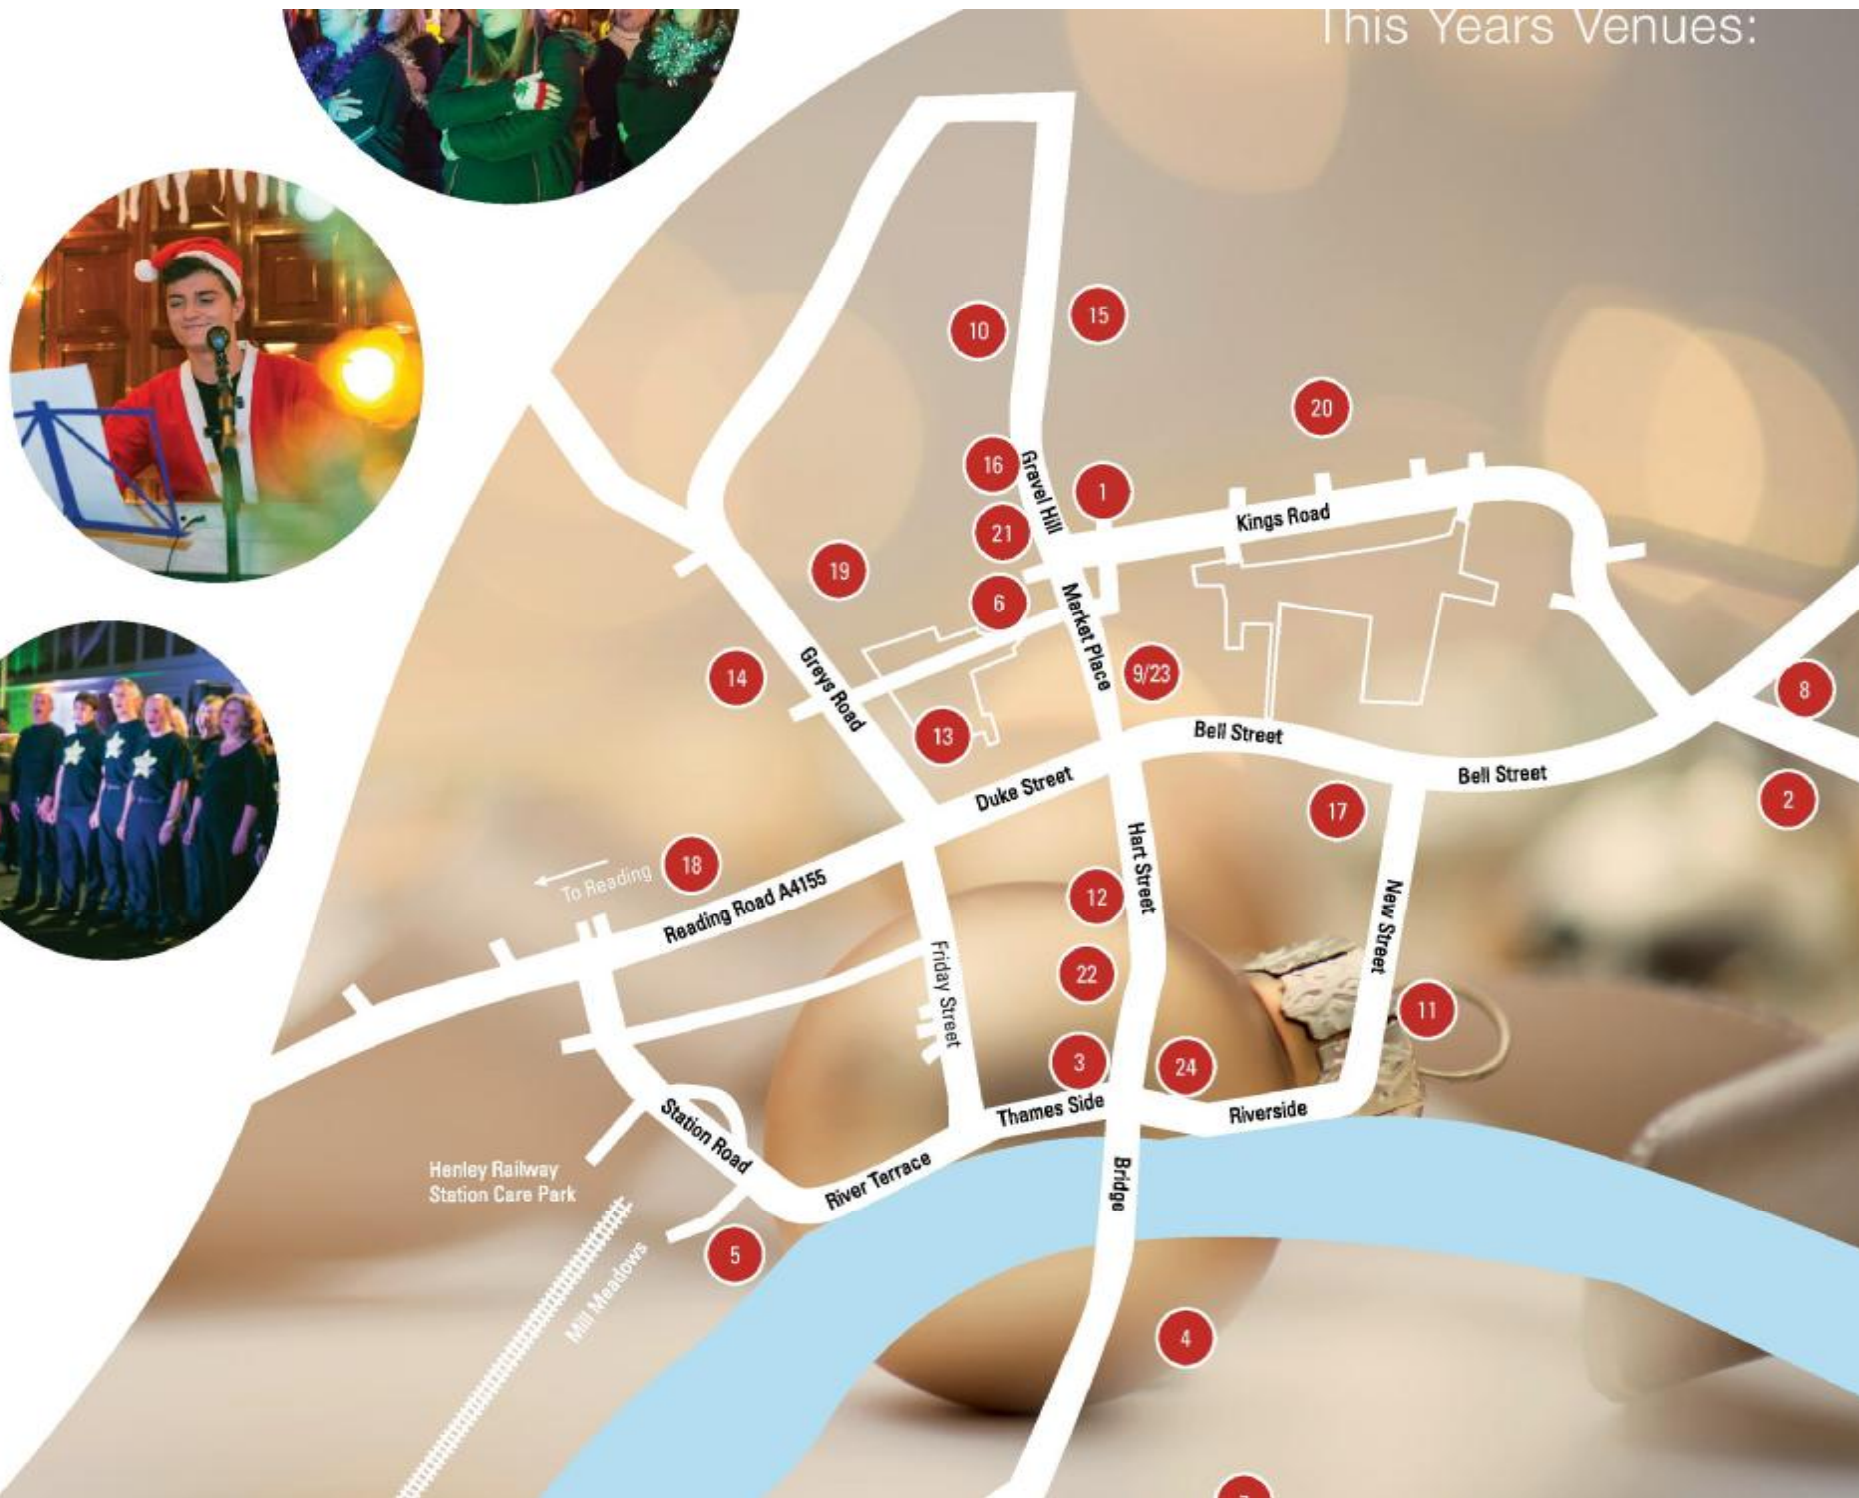 This Years Venues:
10
15
20
16
Gravel Hill
1
Kings Road
21
19
6
Market Place
14
Greys Road
9/23
8
13
Bell Street
Duke Street
Bell Street
17
2
18
To Reading
Reading Road A4155
Hart Street
12
New Street
Friday Street
22
11
3
24
Station Road
Thames Side
Riverside
Henley Railway
Station Care Park
River Terrace
Bridge
5
Mill Meadows
4